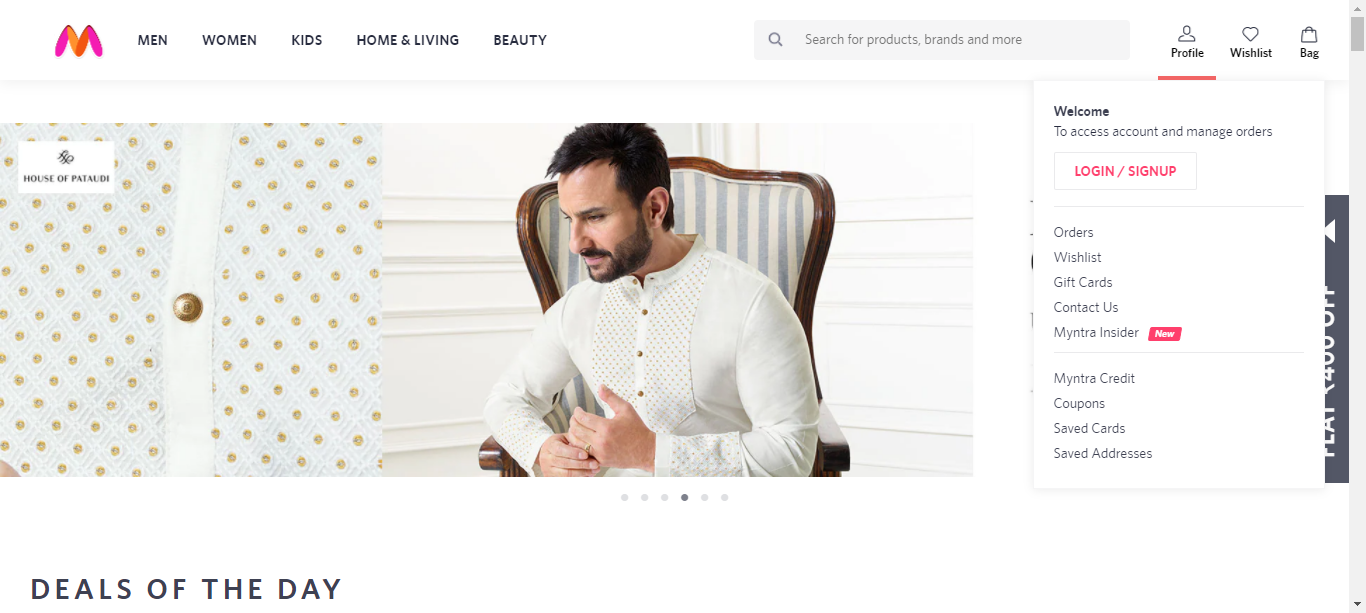 MEN WOMEN KIDS HOME & LIVING BEAUTY
Search for products, brands and more
Profile Wishlist Bag
HOUSE OF PATAUDI
Welcome
To access account and manage orders
LOGIN / SIGNUP
Orders
Wishlist
Gift Cards
Contact Us
Myntra Insider New
Myntra Credit
Coupons
Saved Cards
Saved Addresses
FLAT ₹400 OFF
DEALS OF THE DAY